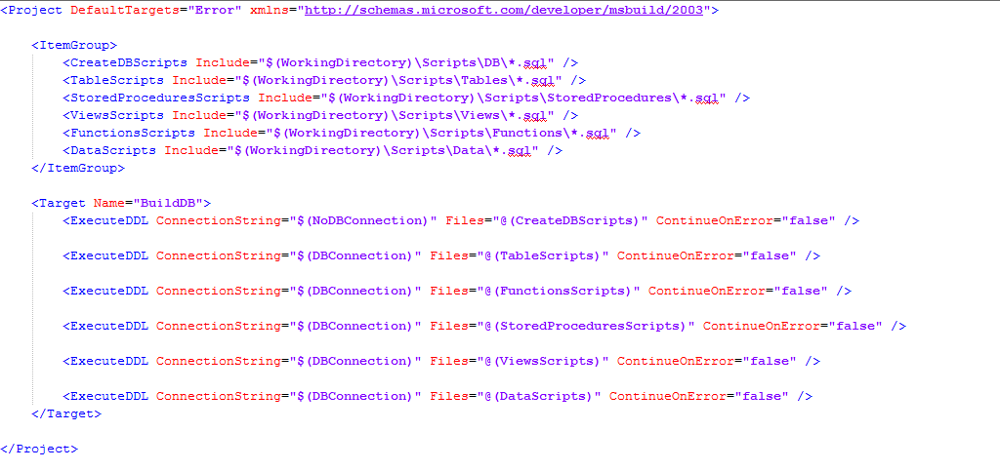 <Project DefaultTargets="Error" xmlns="http://schemas.microsoft.com/developer/msbuild/2003">
<ItemGroup>
<CreateDBScripts Include="$(WorkingDirectory)\Scripts\DB\*.sql" />
<TableScripts Include="$(WorkingDirectory)\Scripts\Tables\*.sql" />
<StoredProceduresScripts Include="$(WorkingDirectory)\Scripts\StoredProcedures\*.sql" />
<ViewsScripts Include="$(WorkingDirectory)\Scripts\Views\*.sql" />
<FunctionsScripts Include="$(WorkingDirectory)\Scripts\Functions\*.sql" />
<DataScripts Include="$(WorkingDirectory)\Scripts\Data\*.sql" />
</ItemGroup>
<Target Name="BuildDB">
<ExecuteDDL ConnectionString="$(NoDBConnection)" Files="@(CreateDBScripts)" ContinueOnError="false" />
<ExecuteDDL ConnectionString="$(DBConnection)" Files="@(TableScripts)" ContinueOnError="false" />
<ExecuteDDL ConnectionString="$(DBConnection)" Files="@(FunctionsScripts)" ContinueOnError="false" />
<ExecuteDDL ConnectionString="$(DBConnection)" Files="@(StoredProceduresScripts)" ContinueOnError="false" />
<ExecuteDDL ConnectionString="$(DBConnection)" Files="@(ViewsScripts)" ContinueOnError="false" />
<ExecuteDDL ConnectionString="$(DBConnection)" Files="@(DataScripts)" ContinueOnError="false" />
</Target>
</Project>